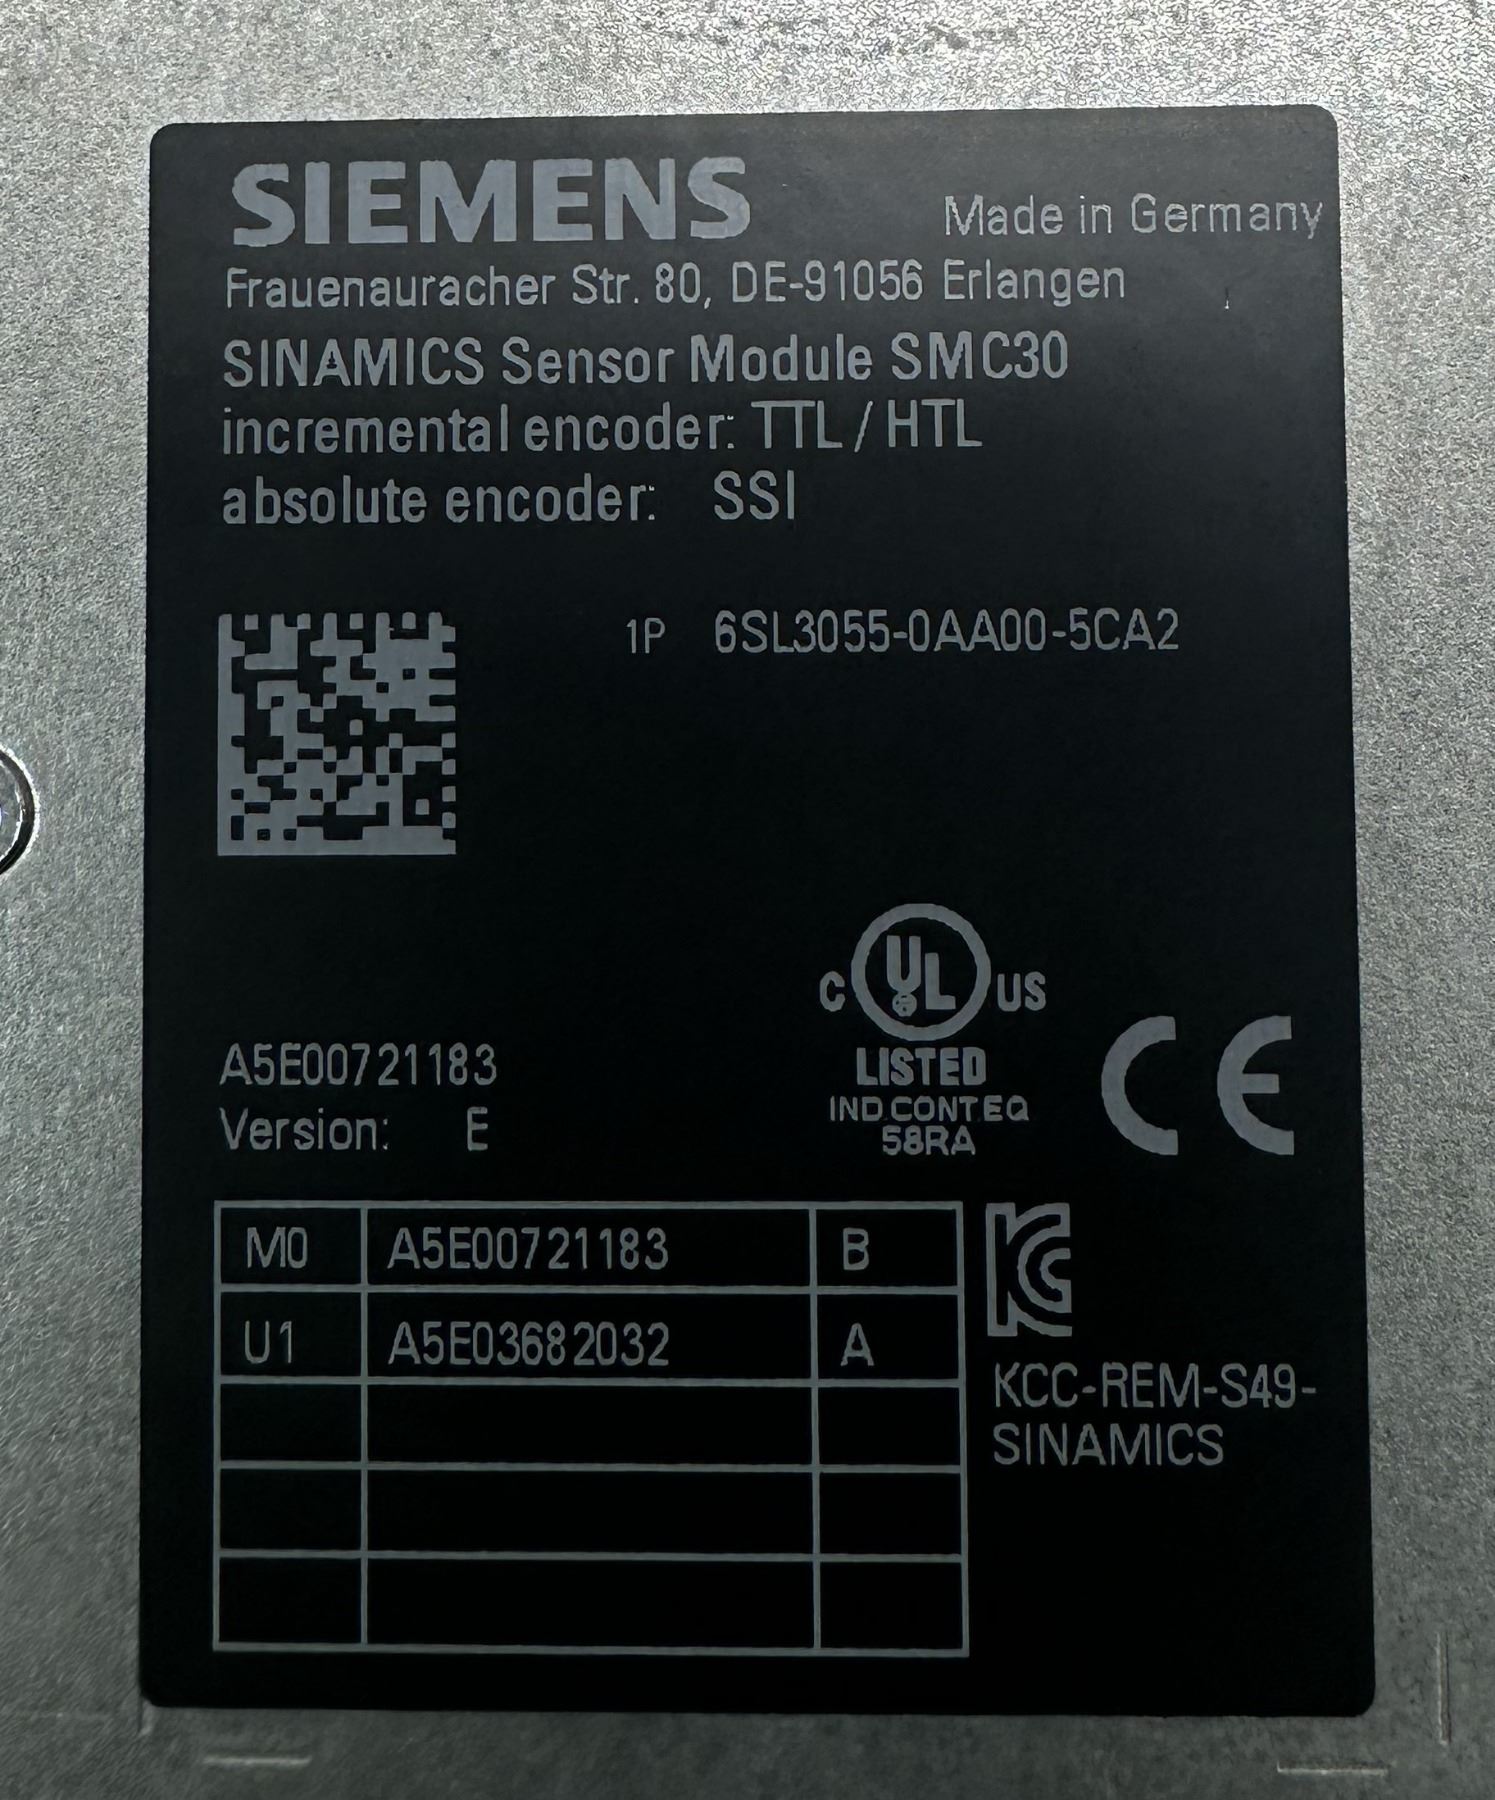 SIEMENS
Made in Germany
Frauenauracher Str. 80, DE-91056 Erlangen
SINAMICS Sensor Module SMC30
incremental encoder: TTL / HTL
absolute encoder: SSI
1P 6SL3055-0AA00-5CA2
C UL US
LISTED
IND.CONT.EQ
58RA
CE
A5E00721183
Version: E
M0 A5E00721183 B
U1 A5E03682032 A
KC
KCC-REM-S49-
SINAMICS